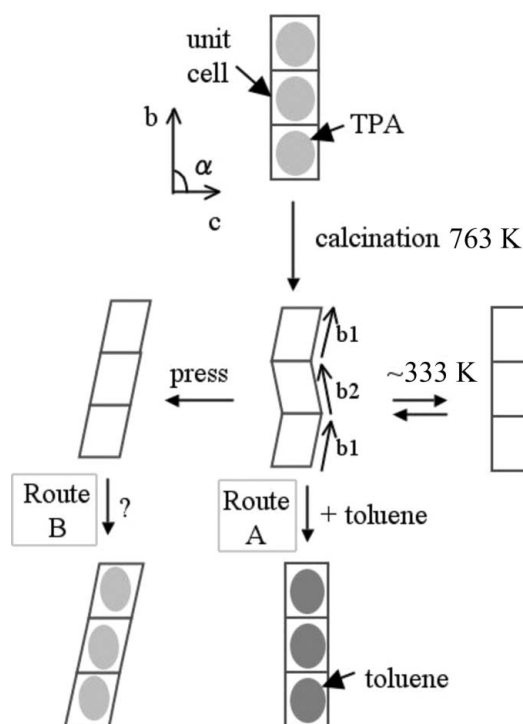 unit
cell
TPA
b
α
c
calcination 763 K
b1
press
b2
~333 K
b1
Route
B
?
Route
A
+ toluene
toluene